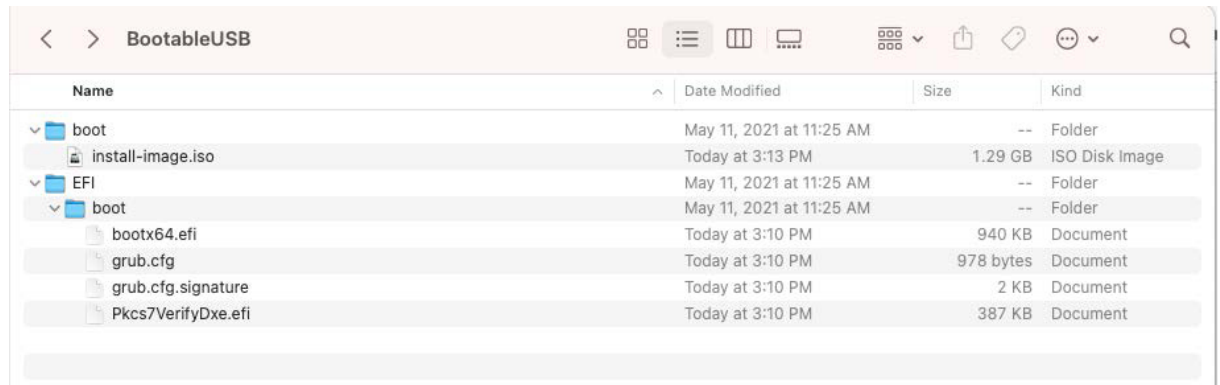 BootableUSB
Name Date Modified Size Kind
boot May 11, 2021 at 11:25 AM -- Folder
install-image.iso Today at 3:13 PM 1.29 GB ISO Disk Image
EFI May 11, 2021 at 11:25 AM -- Folder
boot May 11, 2021 at 11:25 AM -- Folder
bootx64.efi Today at 3:10 PM 940 KB Document
grub.cfg Today at 3:10 PM 978 bytes Document
grub.cfg.signature Today at 3:10 PM 2 KB Document
Pkcs7VerifyDxe.efi Today at 3:10 PM 387 KB Document